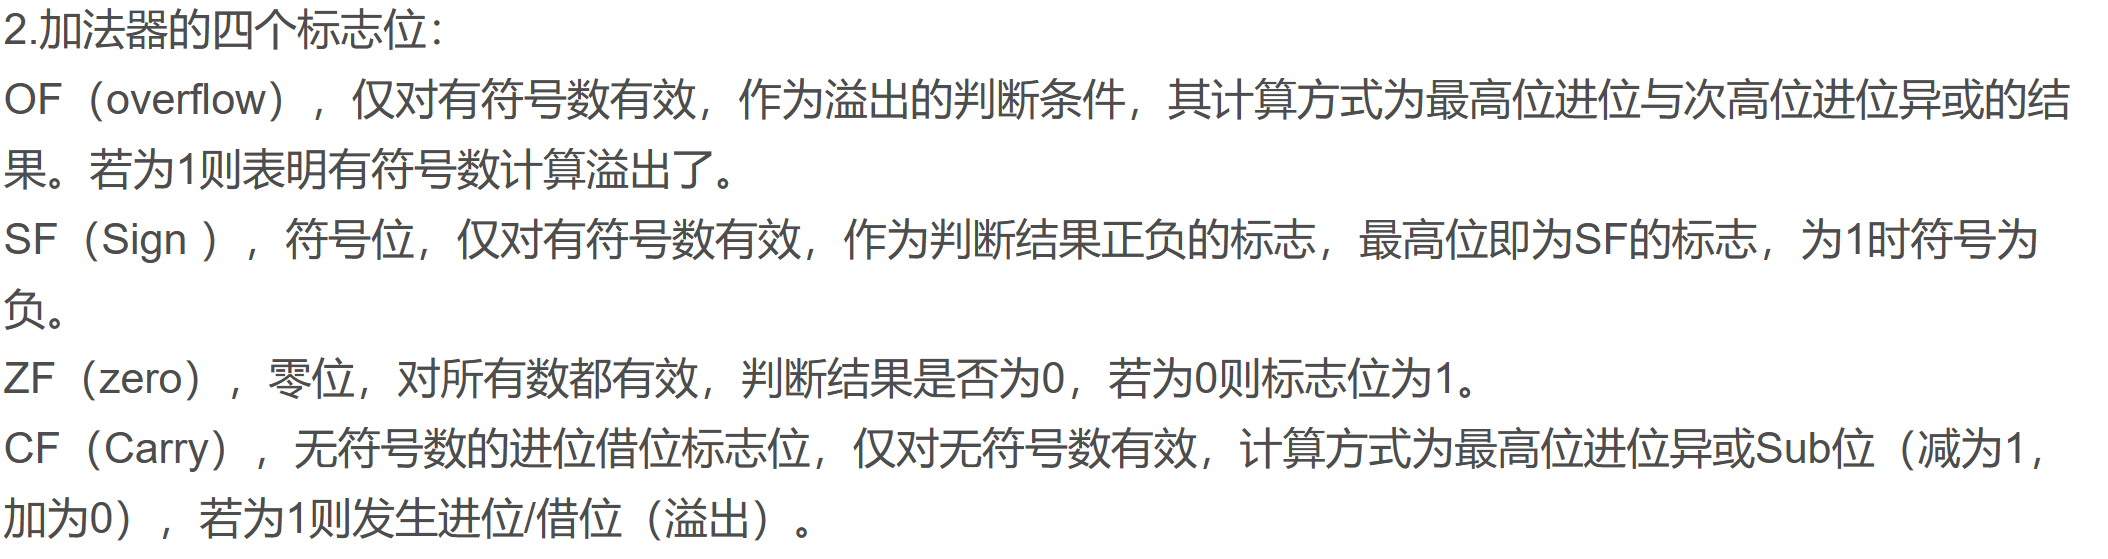 2.加法器的四个标志位：
OF（overflow），仅对有符号数有效，作为溢出的判断条件，其计算方式为最高位进位与次高位进位异或的结
果。若为1则表明有符号数计算溢出了。
SF（Sign ），符号位，仅对有符号数有效，作为判断结果正负的标志，最高位即为SF的标志，为1时符号为
负。
ZF（zero），零位，对所有数都有效，判断结果是否为0，若为0则标志位为1。
CF（Carry），无符号数的进位借位标志位，仅对无符号数有效，计算方式为最高位进位异或Sub位（减为1，
加为0），若为1则发生进位/借位（溢出）。